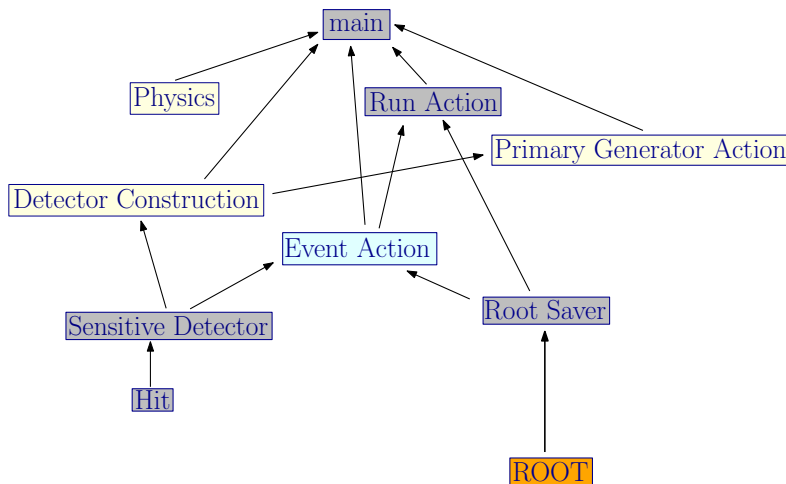 main
Physics
Run Action
Primary Generator Action
Detector Construction
Event Action
Root Saver
Sensitive Detector
Hit
ROOT